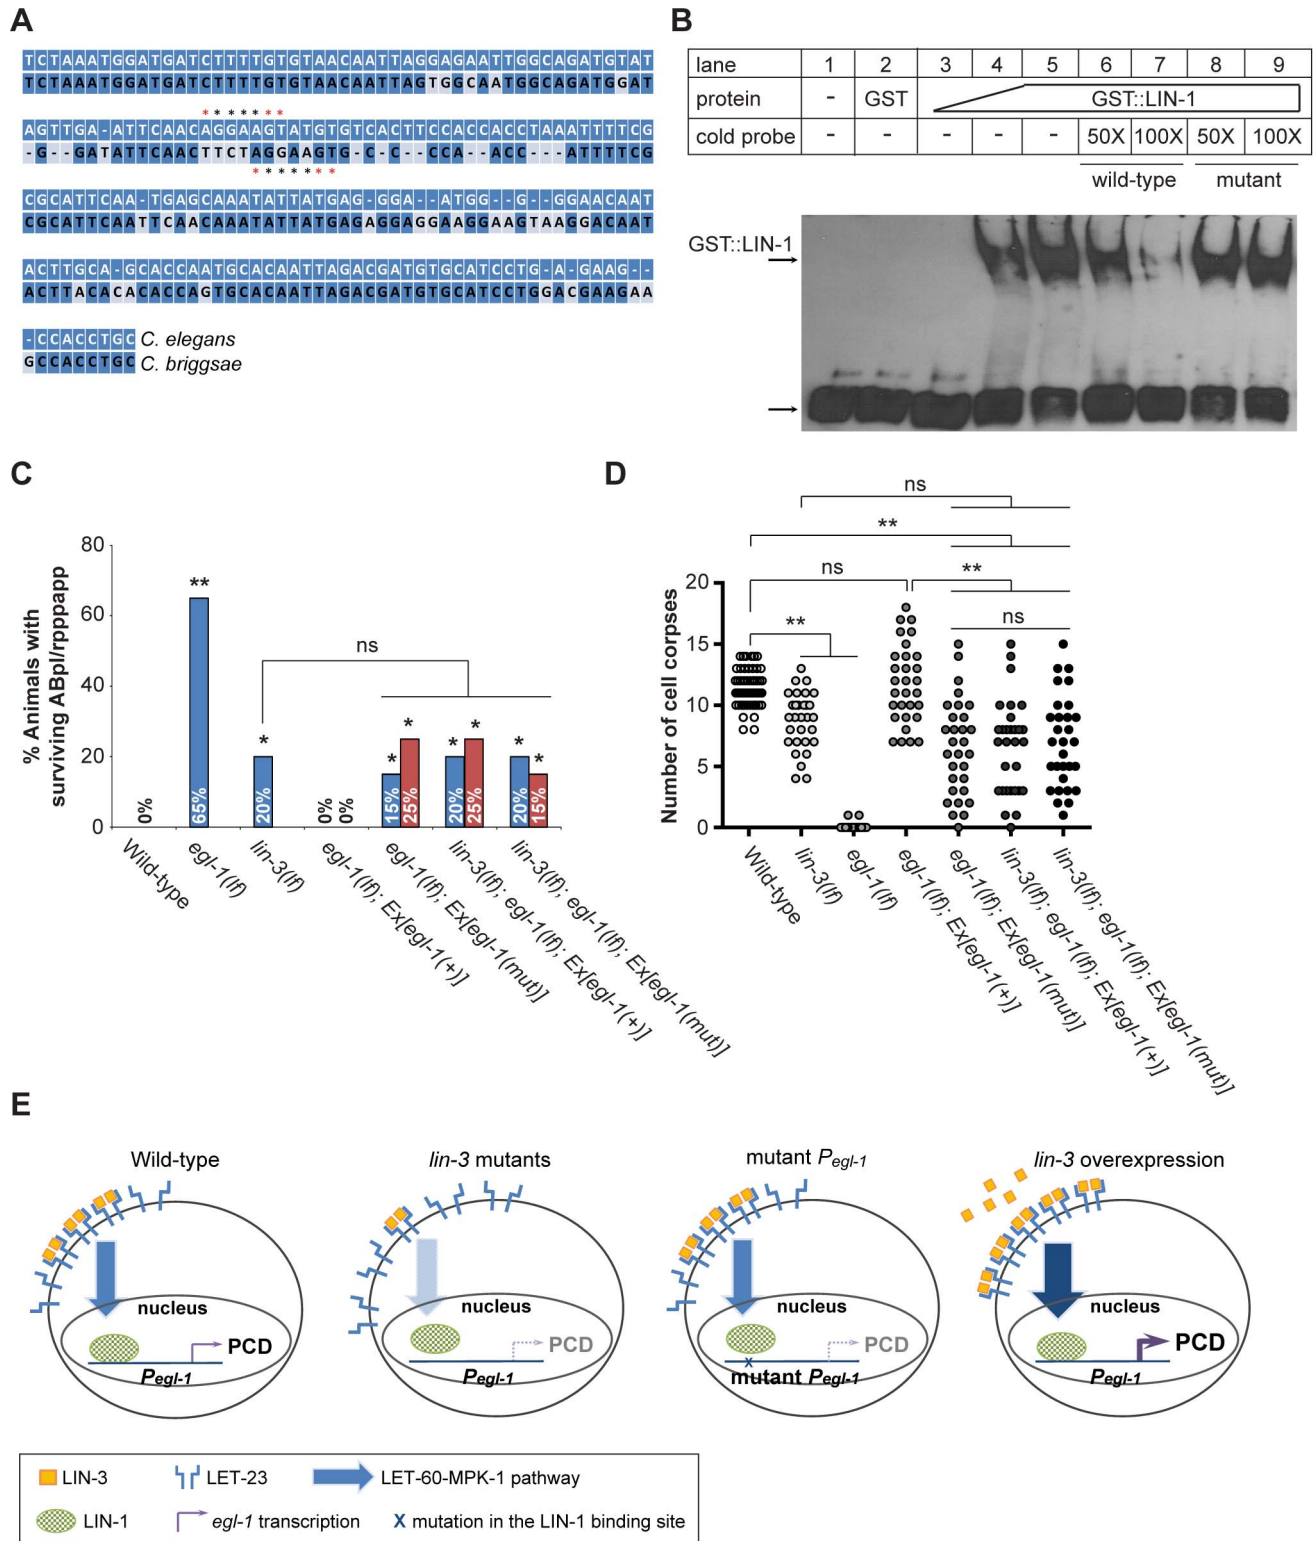 A
TCTAAATGGATGATCTTTTGTGTAACAATTAGGAGAATTGGCAGATGTAT
TCTAAATGGATGATCTTTTGTGTAACAATTAGTGGCAATGGCAGATGGAT
*******
AGTTGA-ATTCAACAGGAAGTATGTGTCACTTCCACCACCTAAATTTTCG
-G--GATATTCAACTTCTAGGAAGTG-C-C--CCA--ACC---ATTTTCG
*******
CGCATTCAA-TGAGCAAATATTATGAG-GGA--ATGG--G--GGAACAAT
CGCATTCAATTCAACAAATATTATGAGAGGAGGAAGGAAGTAAGGACAAT
ACTTGCA-GCACCAATGCACAATTAGACGATGTGCATCCTG-A-GAAG--
ACTTACACACACCAGTGCACAATTAGACGATGTGCATCCTGGACGAAGAA
-CCACCTGC C. elegans
GCCACCTGC C. briggsae
B
lane 1 2 3 4 5 6 7 8 9
protein - GST GST::LIN-1
cold probe - - - - - 50X 100X 50X 100X
wild-type mutant
GST::LIN-1
C
% Animals with
surviving ABpl/rpppapp
80
60
40
20
0
** * ns * * * * * *
0% 65% 20% 0% 0% 15% 25% 20% 25% 20% 15%
Wild-type
egl-1(lf)
lin-3(lf)
egl-1(lf); Ex[egl-1(+)]
egl-1(lf); Ex[egl-1(mut)]
lin-3(lf); egl-1(lf); Ex[egl-1(+)]
lin-3(lf); egl-1(lf); Ex[egl-1(mut)]
D
ns
**
ns **
** ns
Number of cell corpses
20
15
10
5
0
Wild-type
lin-3(lf)
egl-1(lf)
egl-1(lf); Ex[egl-1(+)]
egl-1(lf); Ex[egl-1(mut)]
lin-3(lf); egl-1(lf); Ex[egl-1(+)]
lin-3(lf); egl-1(lf); Ex[egl-1(mut)]
E
Wild-type
nucleus
PCD
Pegl-1
lin-3 mutants
nucleus
PCD
Pegl-1
mutant Pegl-1
nucleus
PCD
x
mutant Pegl-1
lin-3 overexpression
nucleus
PCD
Pegl-1
LIN-3 LET-23 LET-60-MPK-1 pathway
LIN-1 egl-1 transcription X mutation in the LIN-1 binding site